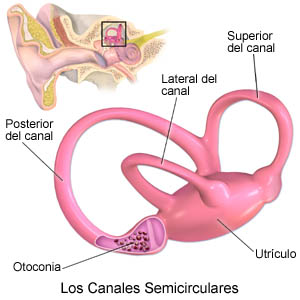 Superior
del canal
Lateral del
canal
Posterior
del canal
Utrículo
Otoconia
Los Canales Semicirculares